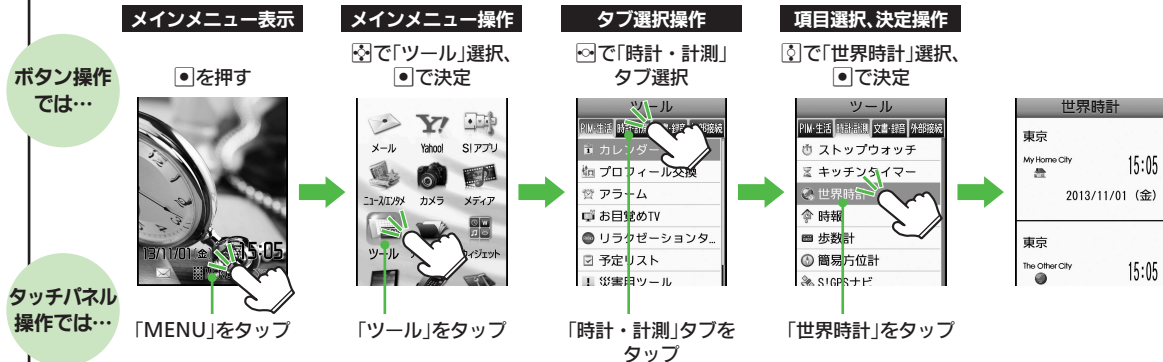 メインメニュー表示
メインメニュー操作
タブ選択操作
項目選択、決定操作
ボタン操作
では…
を押す
で「ツール」選択、
で決定
で「時計・計測」
タブ選択
で「世界時計」選択、
で決定
13/11/01
金
15:05
メール
Yahoo!
S!アプリ
ニュース/エンタメ
カメラ
メディア
ツール
ツール
PIM・生活
カレンダー
プロフィール交換
アラーム
お目覚めTV
リラクゼーションタ...
予定リスト
災害用ツール
ツール
PIM・生活 時計・計測 文書・録音 外部接続
ストップウォッチ
キッチンタイマー
世界時計
時報
歩数計
簡易方位計
S!GPSナビ
世界時計
東京
My Home City
15:05
2013/11/01 (金)
東京
The Other City
15:05
タッチパネル
操作では…
「MENU」をタップ
「ツール」をタップ
「時計・計測」タブを
タップ
「世界時計」をタップ